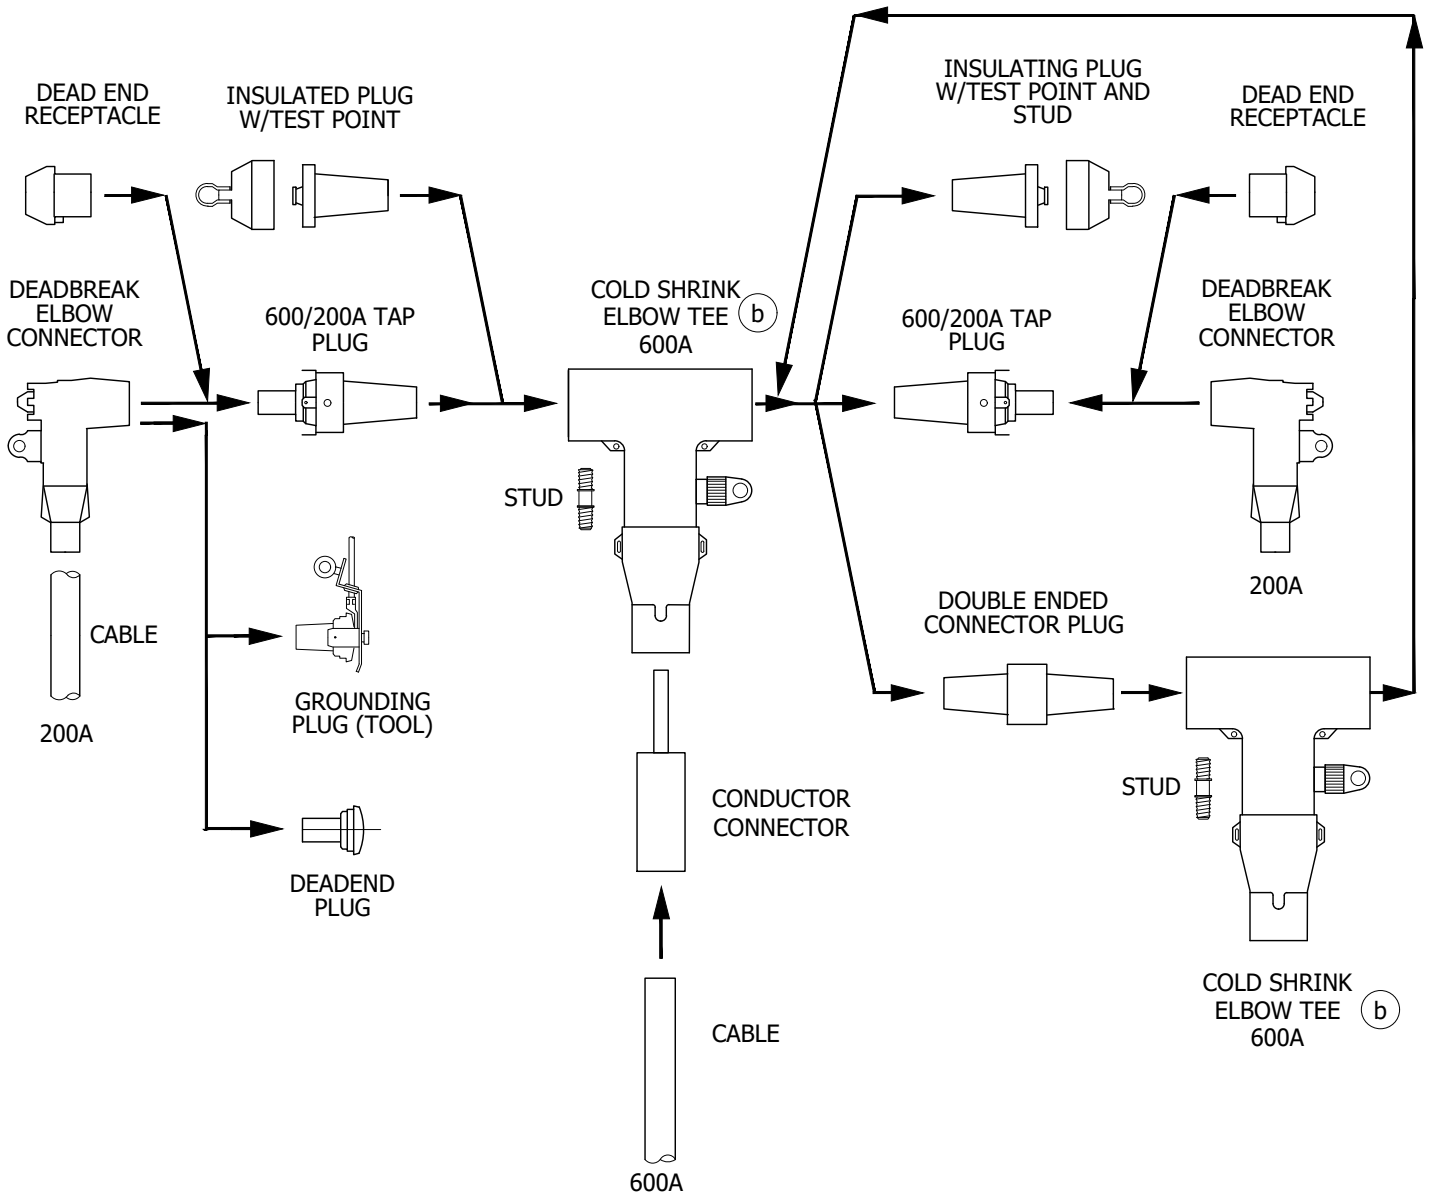 DEAD END
RECEPTACLE
INSULATED PLUG
W/TEST POINT
INSULATING PLUG
W/TEST POINT AND
STUD
DEAD END
RECEPTACLE
DEADBREAK
ELBOW
CONNECTOR
600/200A TAP
PLUG
COLD SHRINK
ELBOW TEE b
600A
600/200A TAP
PLUG
DEADBREAK
ELBOW
CONNECTOR
STUD
200A
CABLE
200A
GROUNDING
PLUG (TOOL)
DOUBLE ENDED
CONNECTOR PLUG
DEADEND
PLUG
CONDUCTOR
CONNECTOR
STUD
CABLE
600A
COLD SHRINK
ELBOW TEE b
600A